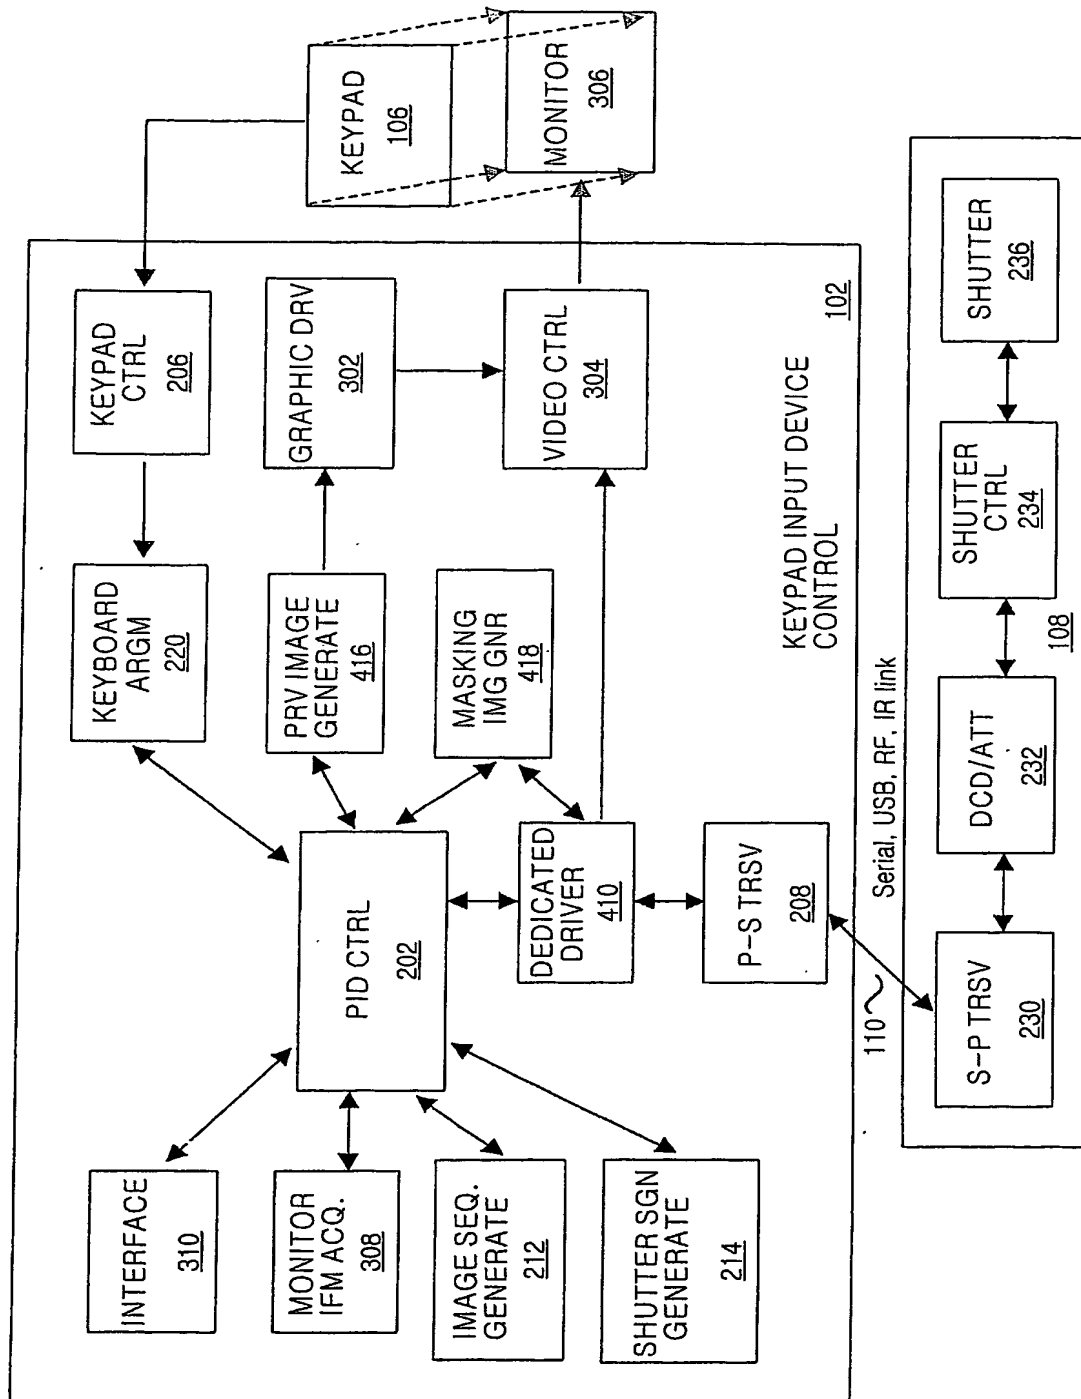 INTERFACE
310
MONITOR
IFM ACQ.
308
IMAGE SEQ.
GENERATE
212
SHUTTER SGN
GENERATE
214
PID CTRL
202
KEYBOARD
ARGM
220
PRV IMAGE
GENERATE
416
MASKING
IMG GNR
418
DEDICATED
DRIVER
410
P-S TRSV
208
KEYPAD
CTRL
206
GRAPHIC DRV
302
VIDEO CTRL
304
KEYPAD INPUT DEVICE
CONTROL
102
KEYPAD
106
MONITOR
306
110
Serial, USB, RF, IR link
S-P TRSV
230
DCD/ATT
232
SHUTTER
CTRL
234
SHUTTER
236
108